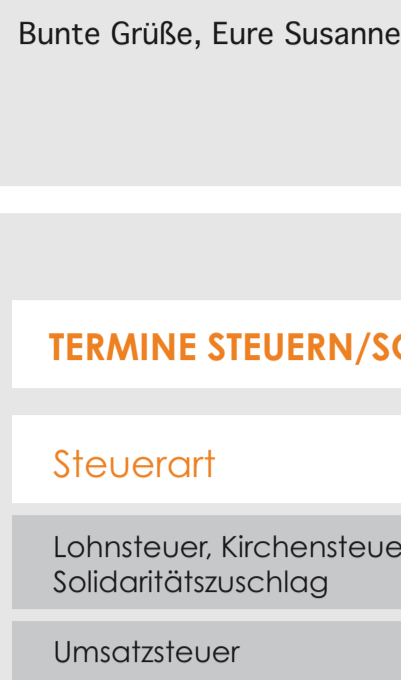 Bunte Grüße, Eure Susanne
TERMINE STEUERN/SO
Steuerart
Lohnsteuer, Kirchensteue
Solidaritätszuschlag
Umsatzsteuer